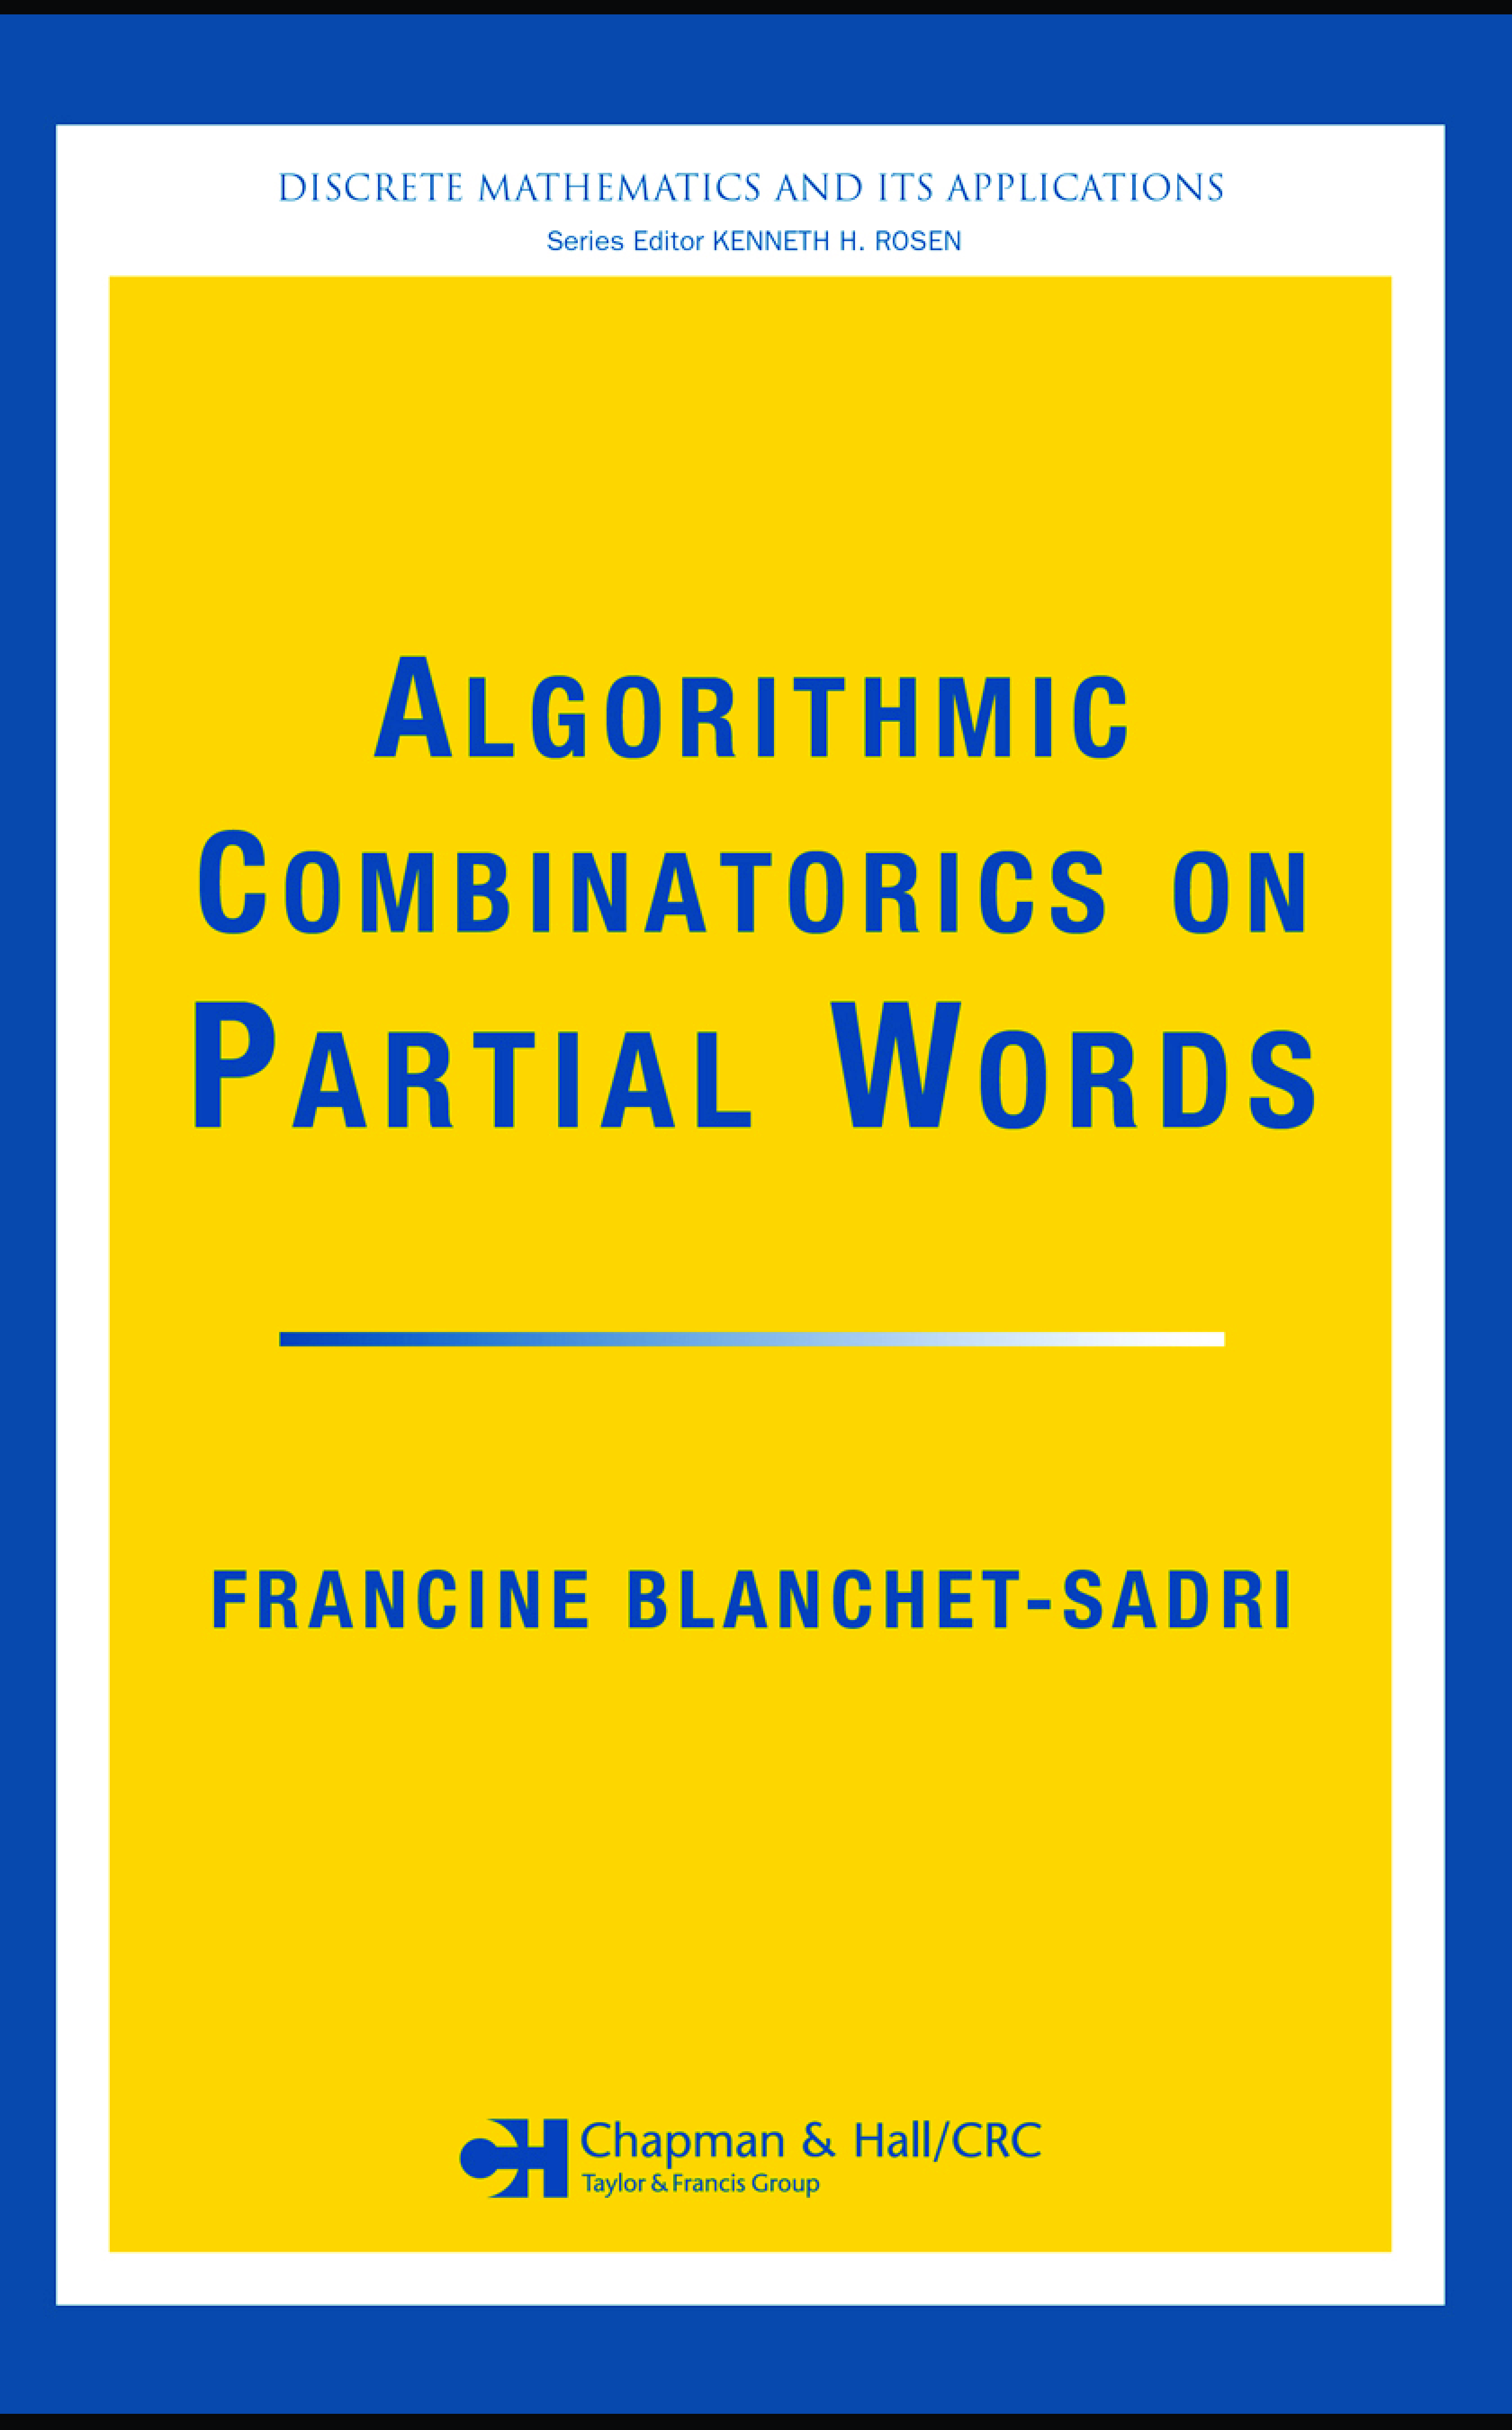 DISCRETE MATHEMATICS AND ITS APPLICATIONS
Series Editor KENNETH H. ROSEN
ALGORITHMIC
COMBINATORICS ON
PARTIAL WORDS
FRANCINE BLANCHET-SADRI
CH Chapman & Hall/CRC
Taylor & Francis Group